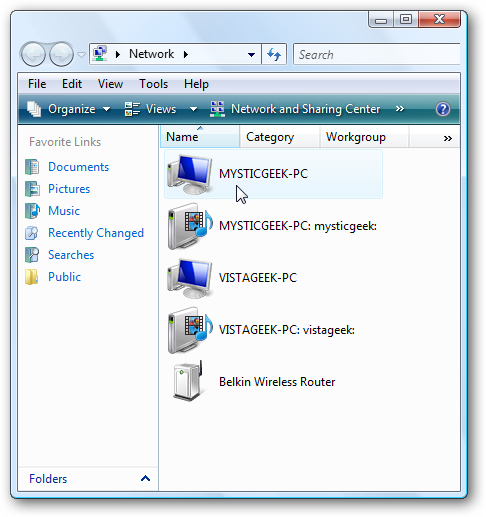 Network
Search
File Edit View Tools Help
Organize Views Network and Sharing Center »
Favorite Links
Documents
Pictures
Music
Recently Changed
Searches
Public
Folders
Name Category Workgroup »
MYSTICGEEK-PC
MYSTICGEEK-PC: mysticgeek:
VISTAGEEK-PC
VISTAGEEK-PC: vistageek:
Belkin Wireless Router